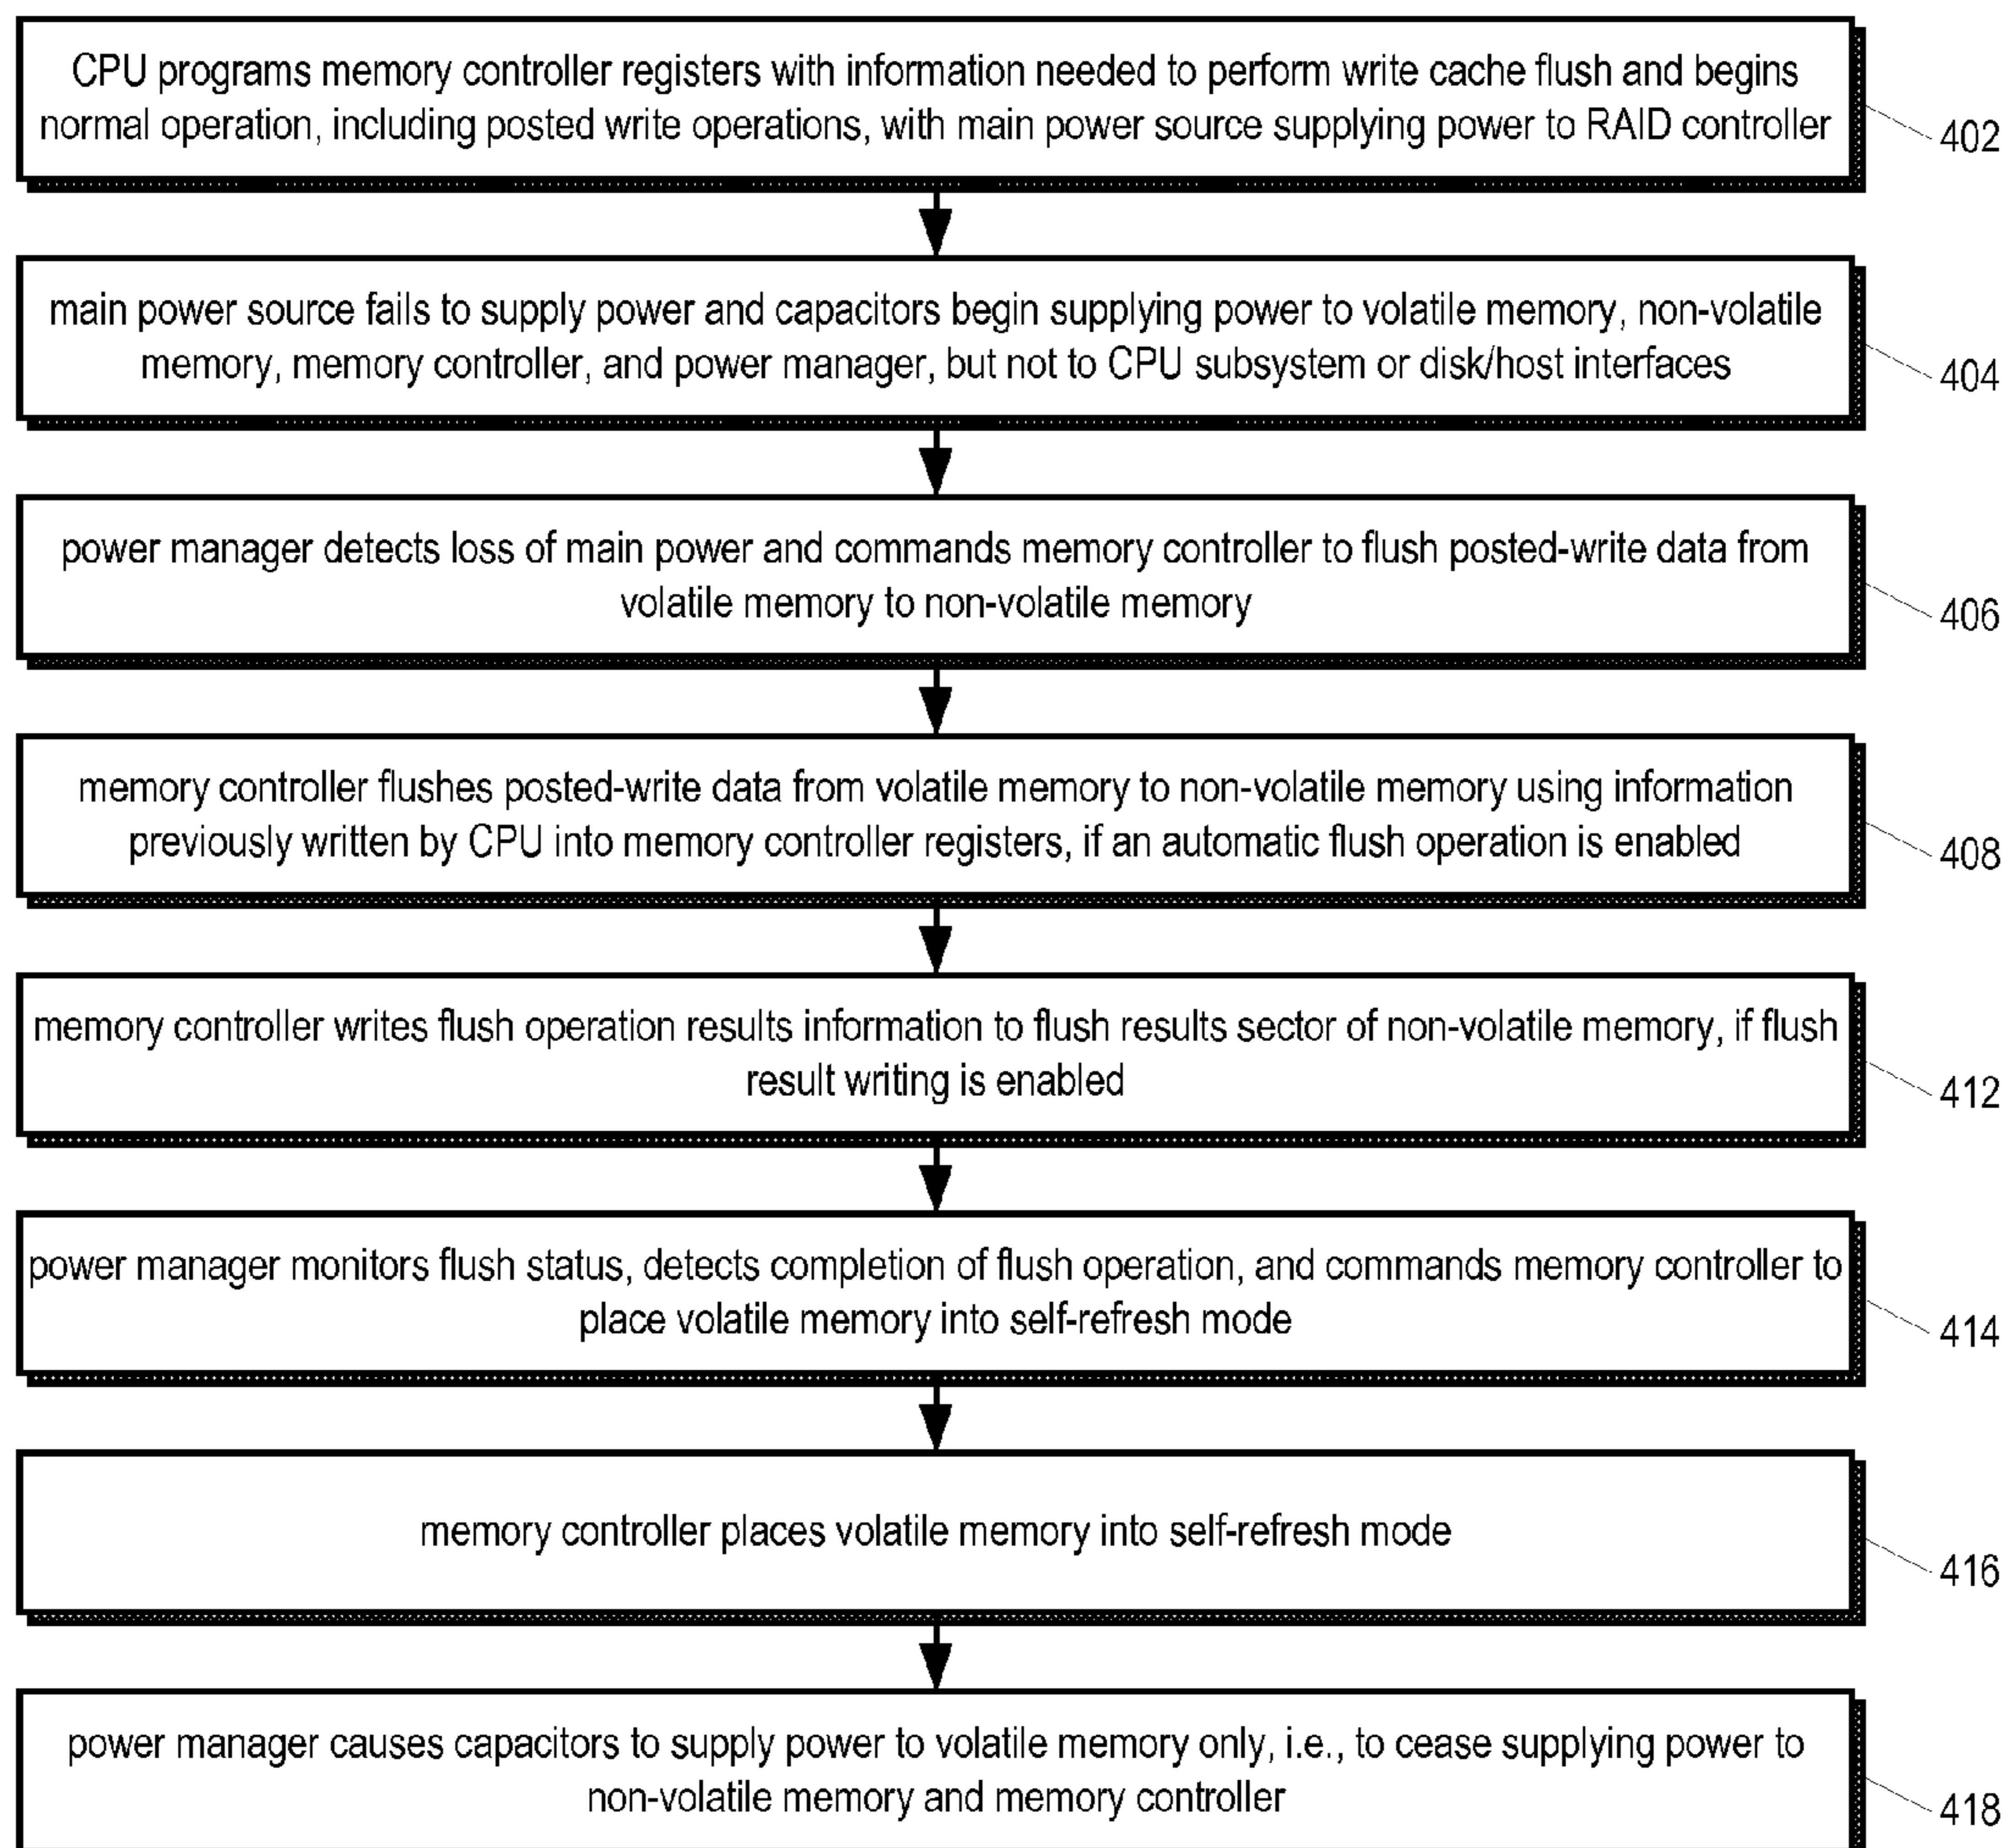 CPU programs memory controller registers with information needed to perform write cache flush and begins
normal operation, including posted write operations, with main power source supplying power to RAID controller
402
main power source fails to supply power and capacitors begin supplying power to volatile memory, non-volatile
memory, memory controller, and power manager, but not to CPU subsystem or disk/host interfaces
404
power manager detects loss of main power and commands memory controller to flush posted-write data from
volatile memory to non-volatile memory
406
memory controller flushes posted-write data from volatile memory to non-volatile memory using information
previously written by CPU into memory controller registers, if an automatic flush operation is enabled
408
memory controller writes flush operation results information to flush results sector of non-volatile memory, if flush
result writing is enabled
412
power manager monitors flush status, detects completion of flush operation, and commands memory controller to
place volatile memory into self-refresh mode
414
memory controller places volatile memory into self-refresh mode
416
power manager causes capacitors to supply power to volatile memory only, i.e., to cease supplying power to
non-volatile memory and memory controller
418